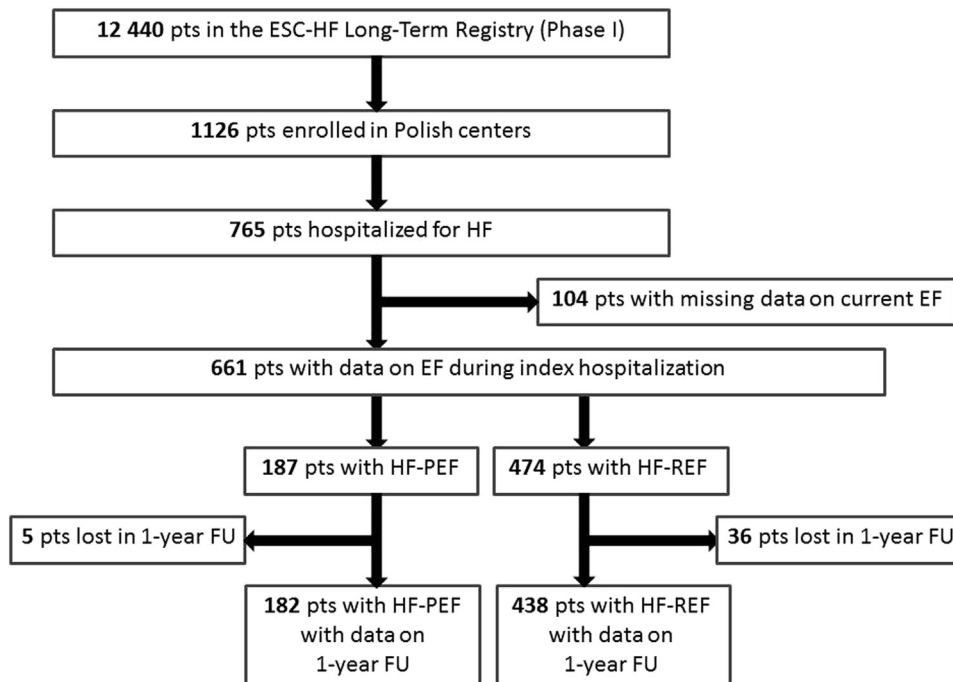 12 440 pts in the ESC-HF Long-Term Registry (Phase I)
1126 pts enrolled in Polish centers
765 pts hospitalized for HF
104 pts with missing data on current EF
661 pts with data on EF during index hospitalization
187 pts with HF-PEF
474 pts with HF-REF
5 pts lost in 1-year FU
36 pts lost in 1-year FU
182 pts with HF-PEF
with data on
1-year FU
438 pts with HF-REF
with data on
1-year FU